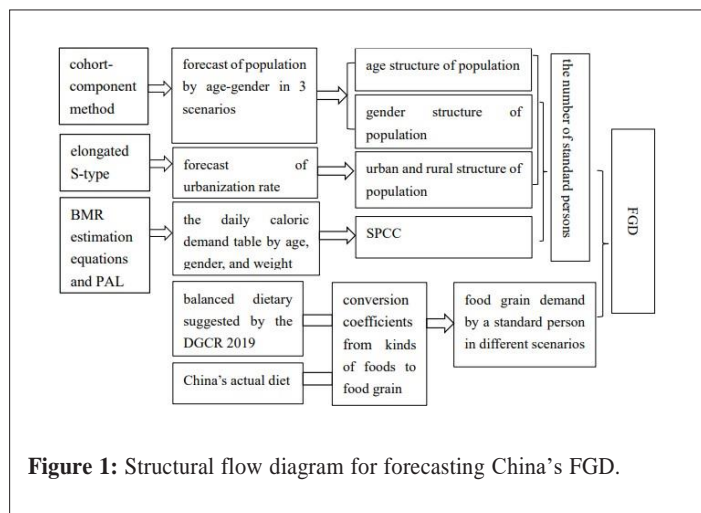 cohort-
component
method
forecast of population
by age-gender in 3
scenarios
age structure of population
gender structure of
population
elongated
S-type
forecast of
urbanization rate
urban and rural structure of
population
BMR
estimation
equations
and PAL
the daily caloric
demand table by age,
gender, and weight
SPCC
the number of standard persons
FGD
balanced dietary
suggested by the
DGCR 2019
China's actual diet
conversion
coefficients
from kinds
of foods to
food grain
food grain demand
by a standard person
in different scenarios
Figure 1: Structural flow diagram for forecasting China's FGD.